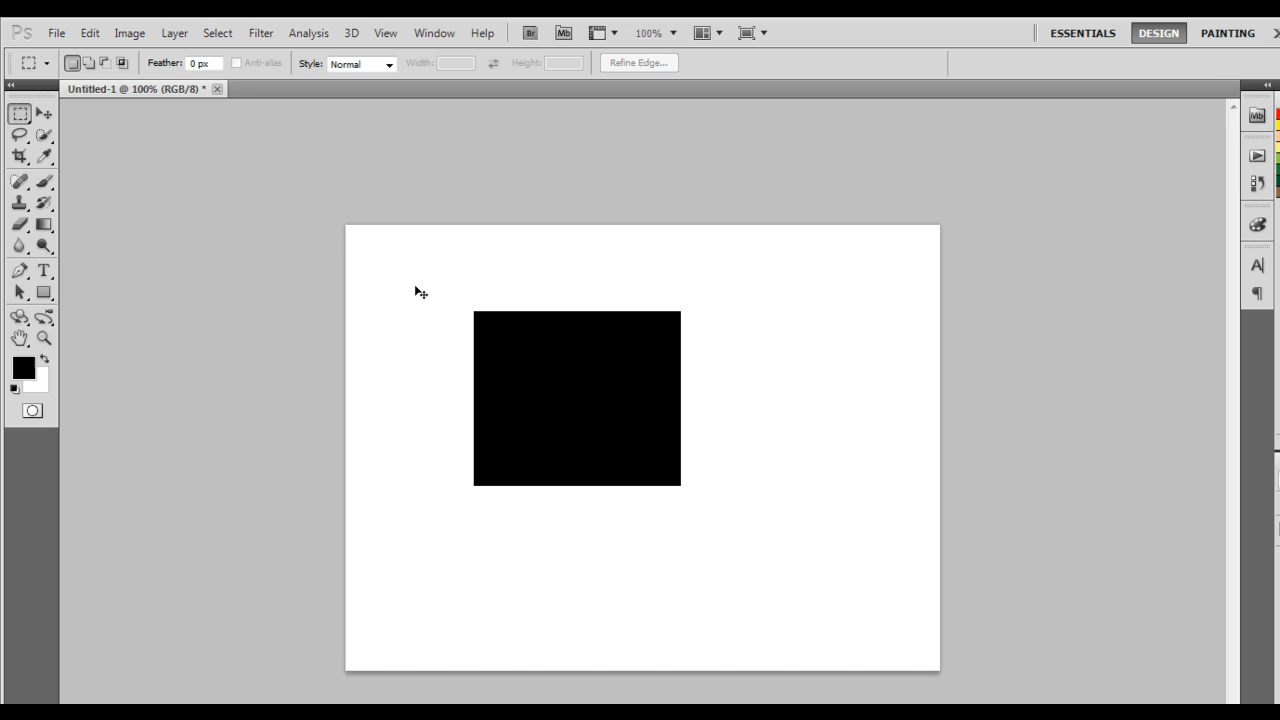 Ps File Edit Image Layer Select Filter Analysis 3D View Window Help Br Mb 100% ESSENTIALS DESIGN PAINTING
Feather: 0 px Anti-alias Style: Normal Width: Height: Refine Edge...
Untitled-1 @ 100% (RGB/8) *
Mb
T
A